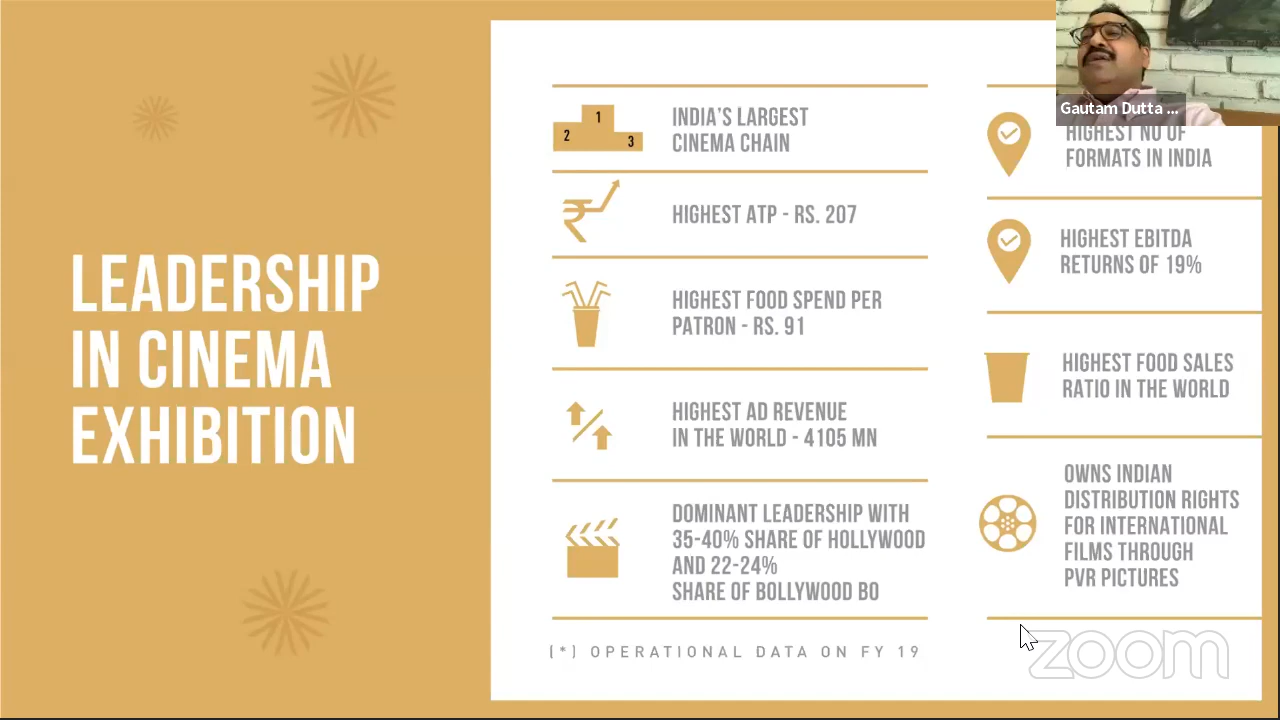 LEADERSHIP
IN CINEMA
EXHIBITION
1
2
3
INDIA'S LARGEST
CINEMA CHAIN
HIGHEST ATP - RS. 207
HIGHEST FOOD SPEND PER
PATRON - RS. 91
HIGHEST AD REVENUE
IN THE WORLD - 4105 MN
DOMINANT LEADERSHIP WITH
35-40% SHARE OF HOLLYWOOD
AND 22-24%
SHARE OF BOLLYWOOD BO
[*] OPERATIONAL DATA ON FY 19
Gautam Dutta ...
HIGHEST NO OF
FORMATS IN INDIA
HIGHEST EBITDA
RETURNS OF 19%
HIGHEST FOOD SALES
RATIO IN THE WORLD
OWNS INDIAN
DISTRIBUTION RIGHTS
FOR INTERNATIONAL
FILMS THROUGH
PVR PICTURES
zoom